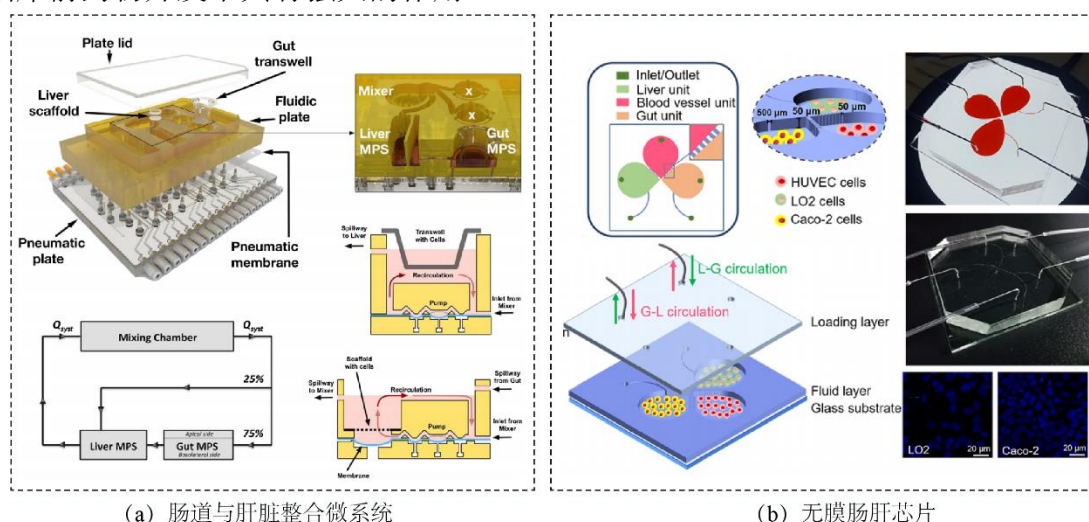 Plate lid
Gut
transwell
Liver
scaffold
Fluidic
plate
Pneumatic
plate
Pneumatic
membrane
Mixer
x
x
Liver
MPS
Gut
MPS
Spillway
to Liver
Transwell
with Cells
Recirculation
Pump
Inlet from
Mixer
Qsyst
Mixing Chamber
Qsyst
25%
75%
Liver MPS
Apical side
Gut MPS
Basolateral side
Scaffold
with cells
Spillway
to Mixer
Recirculation
Spillway
from Gut
Pump
Inlet from
Mixer
Membrane
Inlet/Outlet
Liver unit
Blood vessel unit
Gut unit
500 μm
50 μm
50 μm
HUVEC cells
LO2 cells
Caco-2 cells
L-G circulation
G-L circulation
n
Loading layer
Fluid layer
Glass substrate
LO2
20 μm
Caco-2
20 μm
(a) 肠道与肝脏整合微系统
(b) 无膜肠肝芯片